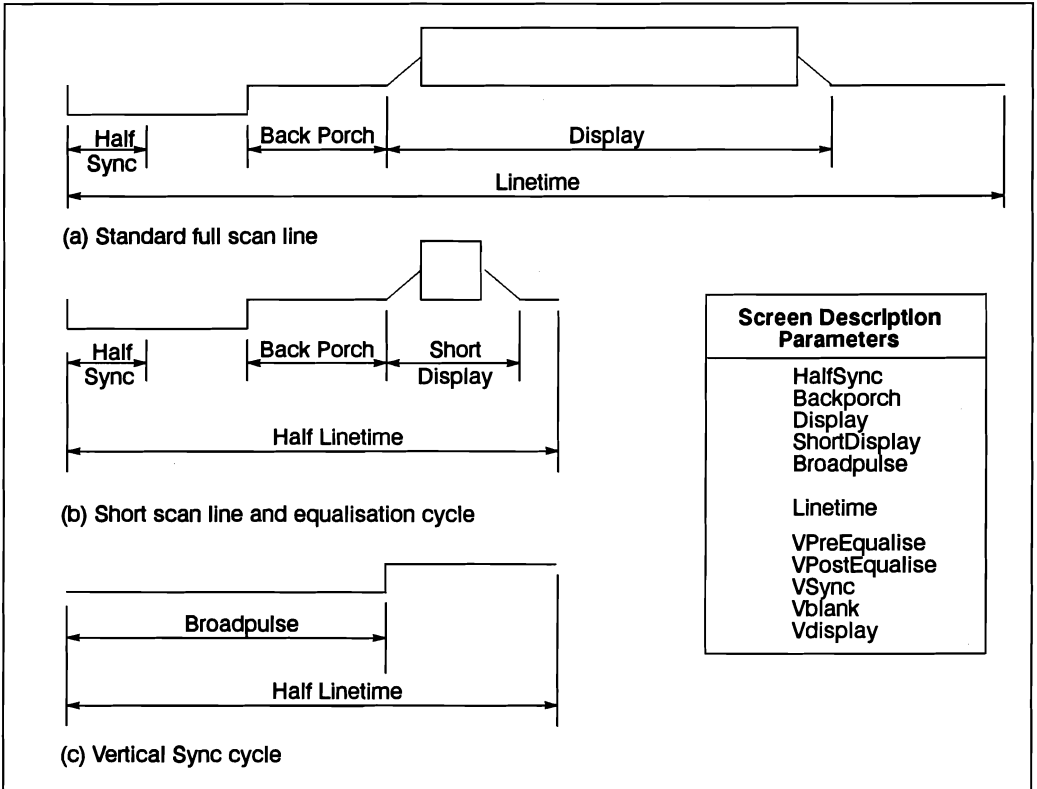 Half
Sync
Back Porch
Display
Linetime
(a) Standard full scan line
Half
Sync
Back Porch
Short
Display
Half Linetime
(b) Short scan line and equalisation cycle
Broadpulse
Half Linetime
(c) Vertical Sync cycle
Screen Description
Parameters
HalfSync
Backporch
Display
ShortDisplay
Broadpulse
Linetime
VPreEqualise
VPostEqualise
VSync
Vblank
Vdisplay